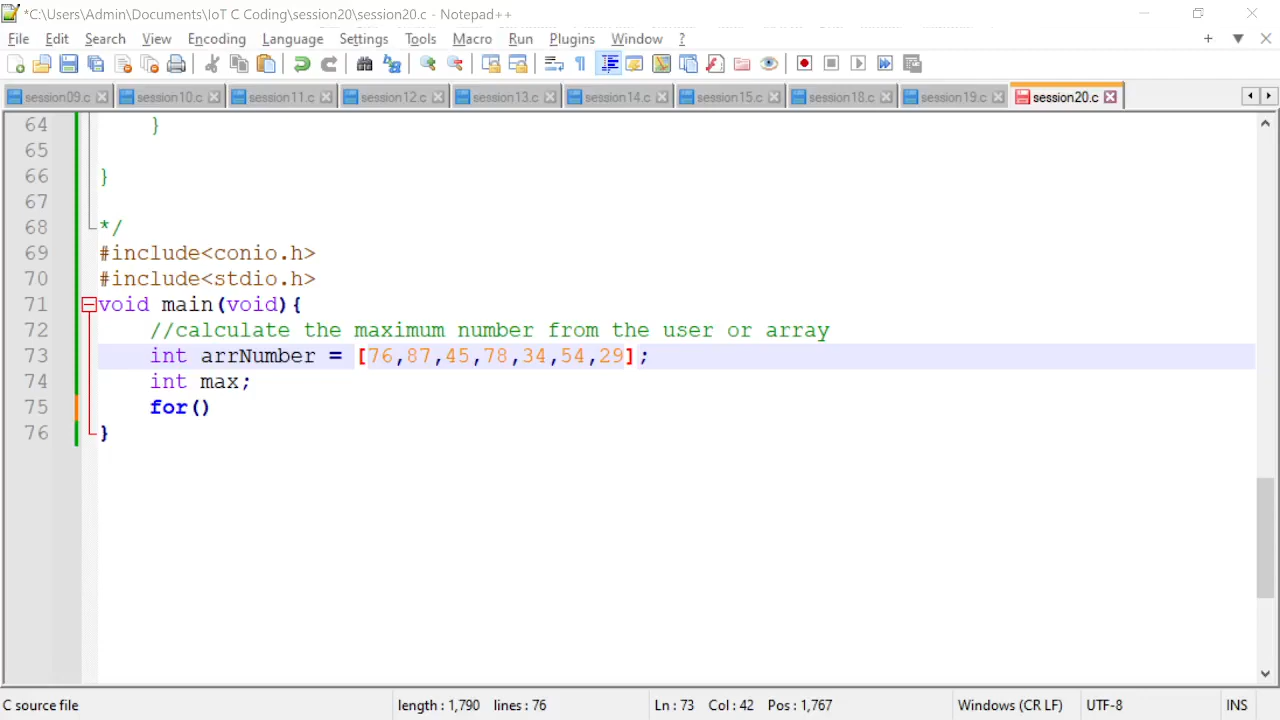 *C:\Users\Admin\Documents\IoT C Coding\session20\session20.c - Notepad++
File Edit Search View Encoding Language Settings Tools Macro Run Plugins Window ?
session09.c session10.c session11.c session12.c session13.c session14.c session15.c session18.c session19.c session20.c
64 }
65
66 }
67
68 */
69 #include<conio.h>
70 #include<stdio.h>
71 void main(void){
72 //calculate the maximum number from the user or array
73 int arrNumber = [76,87,45,78,34,54,29];
74 int max;
75 for()
76 }
C source file length : 1,790 lines : 76 Ln : 73 Col : 42 Pos : 1,767 Windows (CR LF) UTF-8 INS